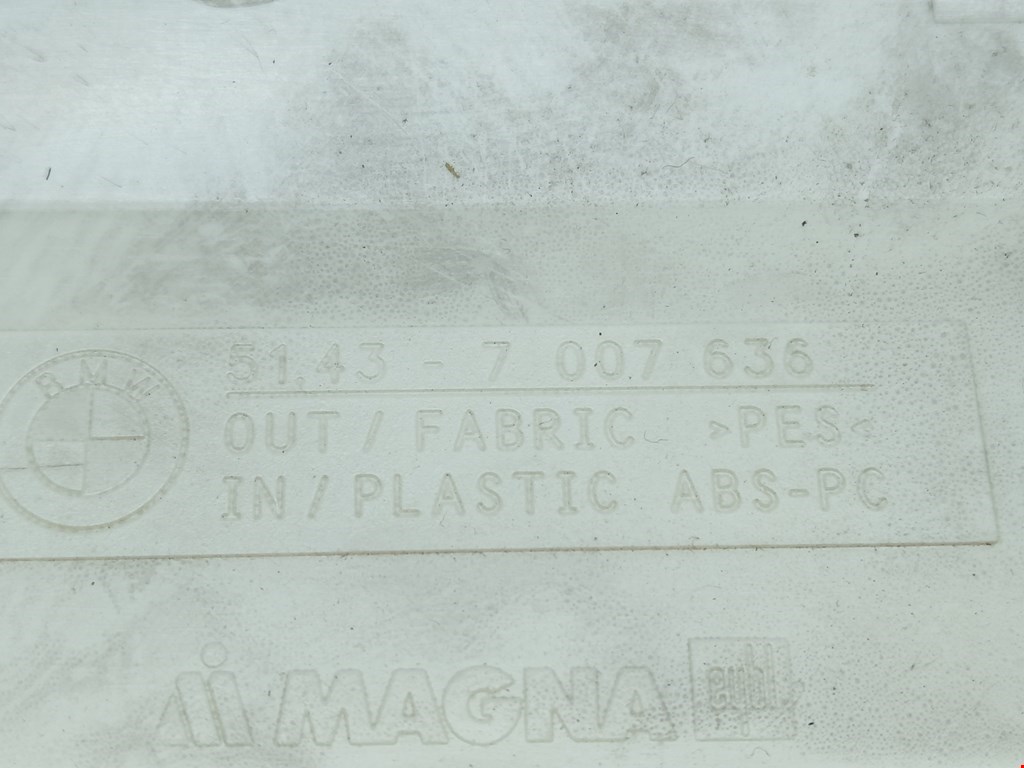 BMW
51.43 - 7 007 636
OUT / FABRIC >PES<
IN / PLASTIC ABS-PC
MAGNA